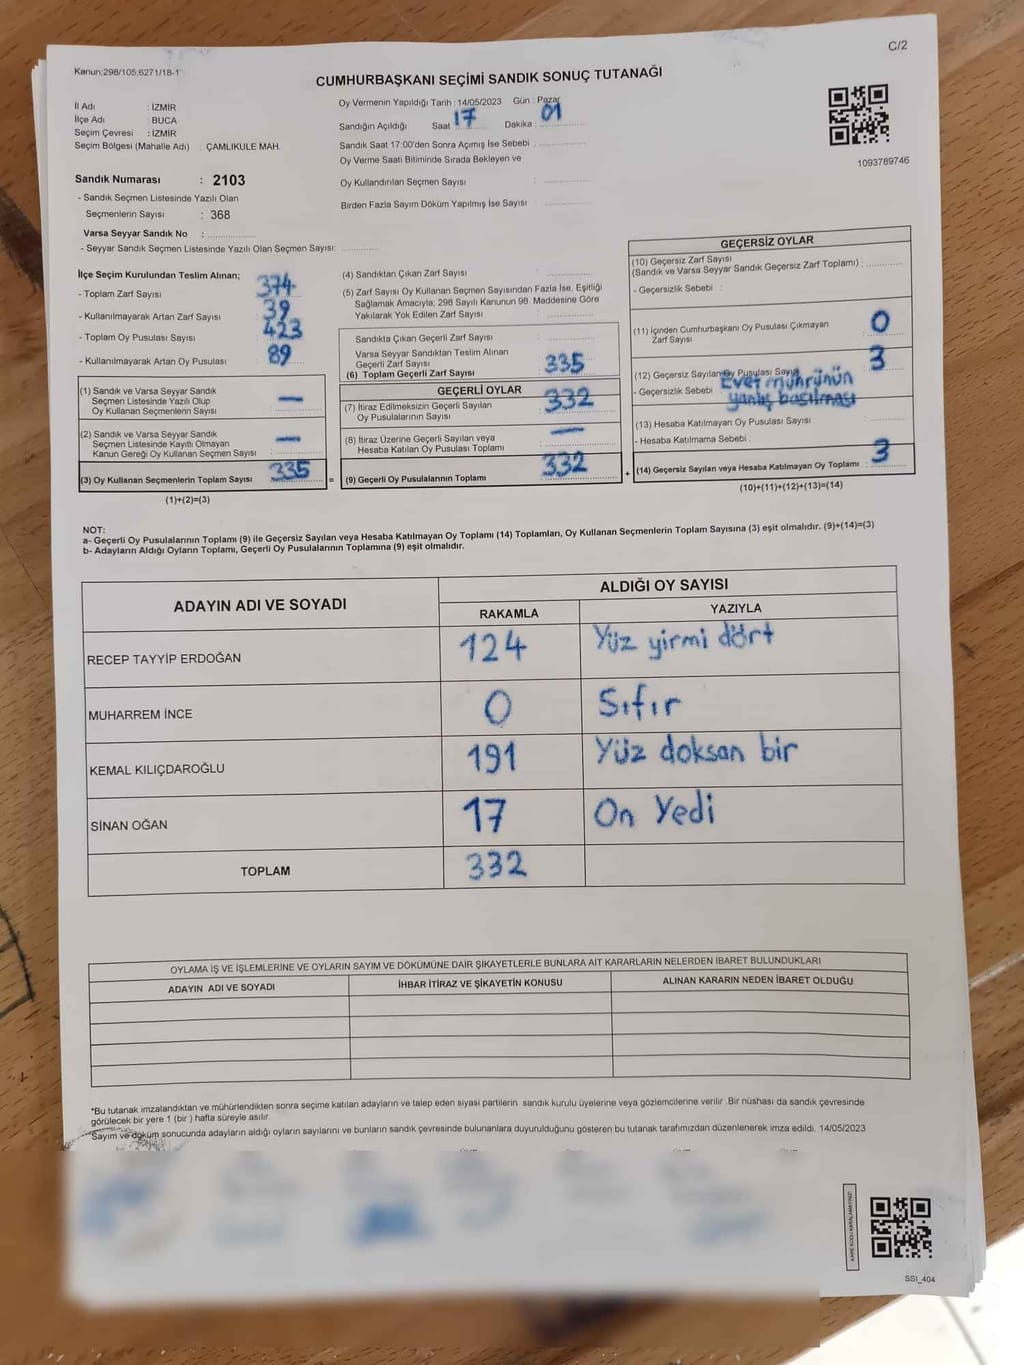 C/2
Kanun,298/105,6271/18-1
CUMHURBAŞKANI SEÇİMİ SANDIK SONUÇ TUTANAĞI
İl Adı : İZMİR
İlçe Adı : BUCA
Seçim Çevresi : İZMİR
Seçim Bölgesi (Mahalle Adı) : ÇAMLIKULE MAH.
Oy Vermenin Yapıldığı Tarih :14/05/2023 Gün : Pazar
Sandığın Açıldığı Saat : 17 Dakika : 01
Sandık Saat 17:00'den Sonra Açımış İse Sebebi :
Oy Verme Saati Bitiminde Sırada Bekleyen ve
Oy Kullandırılan Seçmen Sayısı :
Birden Fazla Sayım Döküm Yapılmış İse Sayısı :
1093789746
Sandık Numarası : 2103
- Sandık Seçmen Listesinde Yazılı Olan
Seçmenlerin Sayısı : 368
Varsa Seyyar Sandık No :
- Seyyar Sandık Seçmen Listesinde Yazılı Olan Seçmen Sayısı:
İlçe Seçim Kurulundan Teslim Alınan;
- Toplam Zarf Sayısı : 374
- Kullanılmayarak Artan Zarf Sayısı : 39
- Toplam Oy Pusulası Sayısı : 423
- Kullanılmayarak Artan Oy Pusulası : 89
(1) Sandık ve Varsa Seyyar Sandık
Seçmen Listesinde Yazılı Olup
Oy Kullanan Seçmenlerin Sayısı : —
(2) Sandık ve Varsa Seyyar Sandık
Seçmen Listesinde Kayıtlı Olmayan
Kanun Gereği Oy Kullanan Seçmen Sayısı : —
(3) Oy Kullanan Seçmenlerin Toplam Sayısı : 335
(1)+(2)=(3)
=
(4) Sandıktan Çıkan Zarf Sayısı :
(5) Zarf Sayısı Oy Kullanan Seçmen Sayısından Fazla İse, Eşitliği
Sağlamak Amacıyla; 298 Sayılı Kanunun 98. Maddesine Göre
Yakılarak Yok Edilen Zarf Sayısı :
Sandıkta Çıkan Geçerli Zarf Sayısı :
Varsa Seyyar Sandıktan Teslim Alınan
Geçerli Zarf Sayısı :
(6) Toplam Geçerli Zarf Sayısı : 335
GEÇERLİ OYLAR
(7) İtiraz Edilmeksizin Geçerli Sayılan
Oy Pusulalarının Sayısı : 332
(8) İtiraz Üzerine Geçerli Sayılan veya
Hesaba Katılan Oy Pusulası Toplamı : —
(9) Geçerli Oy Pusulalarının Toplamı : 332
+
GEÇERSİZ OYLAR
(10) Geçersiz Zarf Sayısı
(Sandık ve Varsa Seyyar Sandık Geçersiz Zarf Toplamı) :
- Geçersizlik Sebebi :
(11) İçinden Cumhurbaşkanı Oy Pusulası Çıkmayan
Zarf Sayısı : 0
(12) Geçersiz Sayılan Oy Pusulası Sayısı : 3
- Geçersizlik Sebebi : Evet mührünün
yanlış basılması
(13) Hesaba Katılmayan Oy Pusulası Sayısı :
- Hesaba Katılmama Sebebi :
(14) Geçersiz Sayılan veya Hesaba Katılmayan Oy Toplamı : 3
(10)+(11)+(12)+(13)=(14)
NOT:
a- Geçerli Oy Pusulalarının Toplamı (9) ile Geçersiz Sayılan veya Hesaba Katılmayan Oy Toplamı (14) Toplamları, Oy Kullanan Seçmenlerin Toplam Sayısına (3) eşit olmalıdır. (9)+(14)=(3)
b- Adayların Aldığı Oyların Toplamı, Geçerli Oy Pusulalarının Toplamına (9) eşit olmalıdır.
ADAYIN ADI VE SOYADI
ALDIĞI OY SAYISI
RAKAMLA YAZIYLA
RECEP TAYYİP ERDOĞAN 124 Yüz yirmi dört
MUHARREM İNCE 0 Sıfır
KEMAL KILIÇDAROĞLU 191 Yüz doksan bir
SİNAN OĞAN 17 On Yedi
TOPLAM 332
OYLAMA İŞ VE İŞLEMLERİNE VE OYLARIN SAYIM VE DÖKÜMÜNE DAİR ŞİKAYETLERLE BUNLARA AİT KARARLARIN NELERDEN İBARET BULUNDUKLARI
ADAYIN ADI VE SOYADI İHBAR İTİRAZ VE ŞİKAYETİN KONUSU ALINAN KARARIN NEDEN İBARET OLDUĞU
*Bu tutanak imzalandıktan ve mühürlendikten sonra seçime katılan adayların ve talep eden siyasi partilerin sandık kurulu üyelerine veya gözlemcilerine verilir .Bir nüshası da sandık çevresinde
görülecek bir yere 1 (bir ) hafta süreyle asılır.
*Sayım ve döküm sonucunda adayların aldığı oyların sayılarını ve bunların sandık çevresinde bulunanlara duyurulduğunu gösteren bu tutanak tarafımızdan düzenlenerek imza edildi. 14/05/2023
KARE KODU KARALAMAYINIZ!
SSI_404